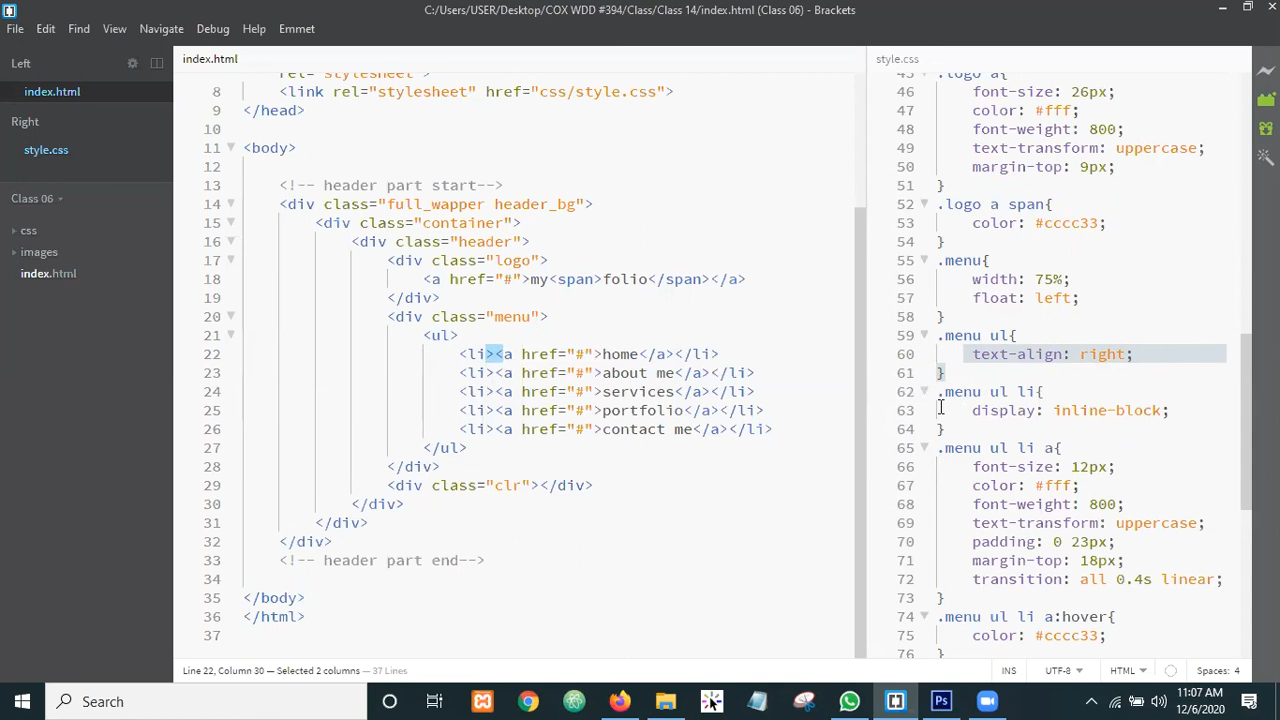 C:/Users/USER/Desktop/COX WDD #394/Class/Class 14/index.html (Class 06) - Brackets
File Edit Find View Navigate Debug Help Emmet
Left
index.html
Right
style.css
Class 06
css
images
index.html
index.html
rel="stylesheet">
8 <link rel="stylesheet" href="css/style.css">
9 </head>
10
11 <body>
12
13 <!-- header part start-->
14 <div class="full_wapper header_bg">
15 <div class="container">
16 <div class="header">
17 <div class="logo">
18 <a href="#">my<span>folio</span></a>
19 </div>
20 <div class="menu">
21 <ul>
22 <li><a href="#">home</a></li>
23 <li><a href="#">about me</a></li>
24 <li><a href="#">services</a></li>
25 <li><a href="#">portfolio</a></li>
26 <li><a href="#">contact me</a></li>
27 </ul>
28 </div>
29 <div class="clr"></div>
30 </div>
31 </div>
32 </div>
33 <!-- header part end-->
34
35 </body>
36 </html>
37
style.css
45 .logo a{
46 font-size: 26px;
47 color: #fff;
48 font-weight: 800;
49 text-transform: uppercase;
50 margin-top: 9px;
51 }
52 .logo a span{
53 color: #cccc33;
54 }
55 .menu{
56 width: 75%;
57 float: left;
58 }
59 .menu ul{
60 text-align: right;
61 }
62 .menu ul li{
63 display: inline-block;
64 }
65 .menu ul li a{
66 font-size: 12px;
67 color: #fff;
68 font-weight: 800;
69 text-transform: uppercase;
70 padding: 0 23px;
71 margin-top: 18px;
72 transition: all 0.4s linear;
73 }
74 .menu ul li a:hover{
75 color: #cccc33;
76 }
Line 22, Column 30 — Selected 2 columns — 37 Lines
INS UTF-8 HTML Spaces: 4
Search
Ps
11:07 AM
12/6/2020